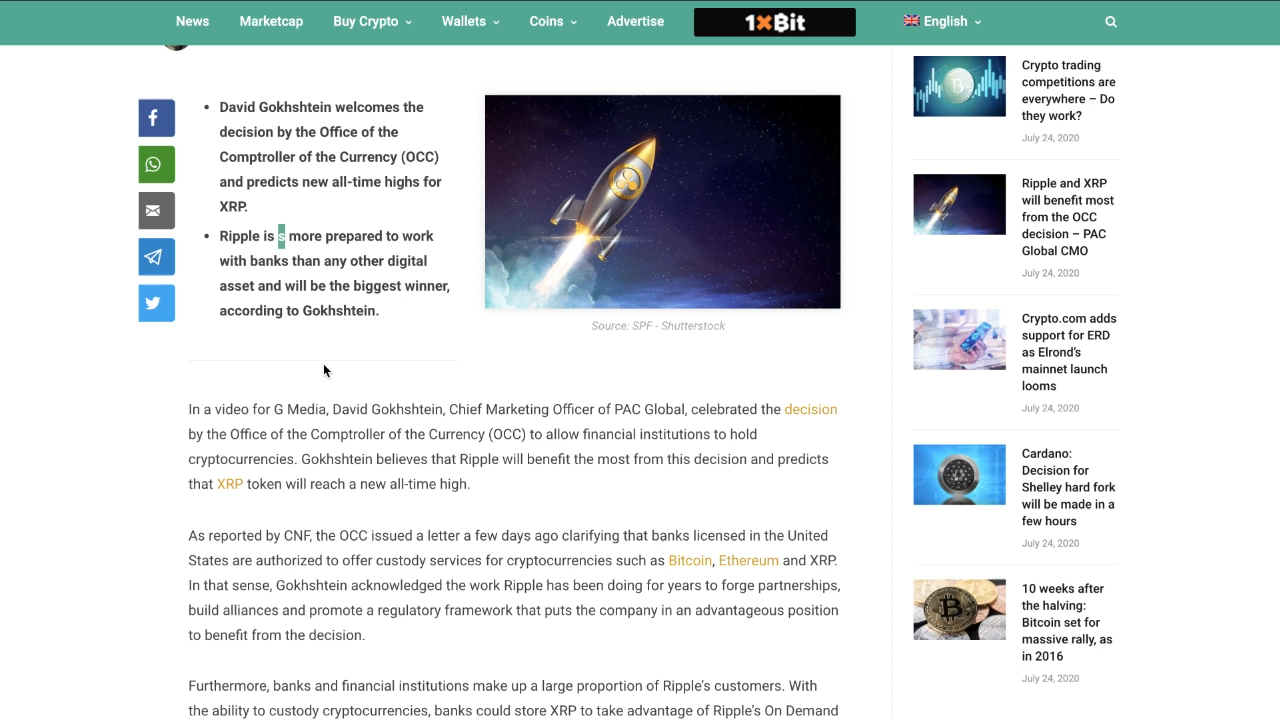 News Marketcap Buy Crypto Wallets Coins Advertise 1xBit English
David Gokhshtein welcomes the
decision by the Office of the
Comptroller of the Currency (OCC)
and predicts new all-time highs for
XRP.
Ripple is s more prepared to work
with banks than any other digital
asset and will be the biggest winner,
according to Gokhshtein.
Source: SPF - Shutterstock
In a video for G Media, David Gokhshtein, Chief Marketing Officer of PAC Global, celebrated the decision
by the Office of the Comptroller of the Currency (OCC) to allow financial institutions to hold
cryptocurrencies. Gokhshtein believes that Ripple will benefit the most from this decision and predicts
that XRP token will reach a new all-time high.
As reported by CNF, the OCC issued a letter a few days ago clarifying that banks licensed in the United
States are authorized to offer custody services for cryptocurrencies such as Bitcoin, Ethereum and XRP.
In that sense, Gokhshtein acknowledged the work Ripple has been doing for years to forge partnerships,
build alliances and promote a regulatory framework that puts the company in an advantageous position
to benefit from the decision.
Furthermore, banks and financial institutions make up a large proportion of Ripple's customers. With
the ability to custody cryptocurrencies, banks could store XRP to take advantage of Ripple's On Demand
Crypto trading
competitions are
everywhere – Do
they work?
July 24, 2020
Ripple and XRP
will benefit most
from the OCC
decision – PAC
Global CMO
July 24, 2020
Crypto.com adds
support for ERD
as Elrond's
mainnet launch
looms
July 24, 2020
Cardano:
Decision for
Shelley hard fork
will be made in a
few hours
July 24, 2020
10 weeks after
the halving:
Bitcoin set for
massive rally, as
in 2016
July 24, 2020